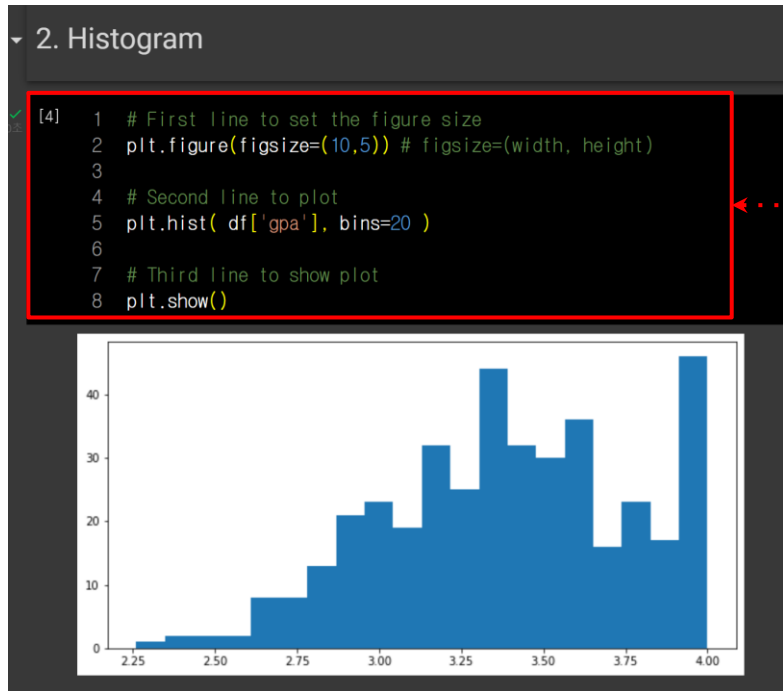 2. Histogram
[4]
1 # First line to set the figure size
2 plt.figure(figsize=(10,5)) # figsize=(width, height)
3
4 # Second line to plot
5 plt.hist( df['gpa'], bins=20 )
6
7 # Third line to show plot
8 plt.show()
40
30
20
10
0
2.25 2.50 2.75 3.00 3.25 3.50 3.75 4.00